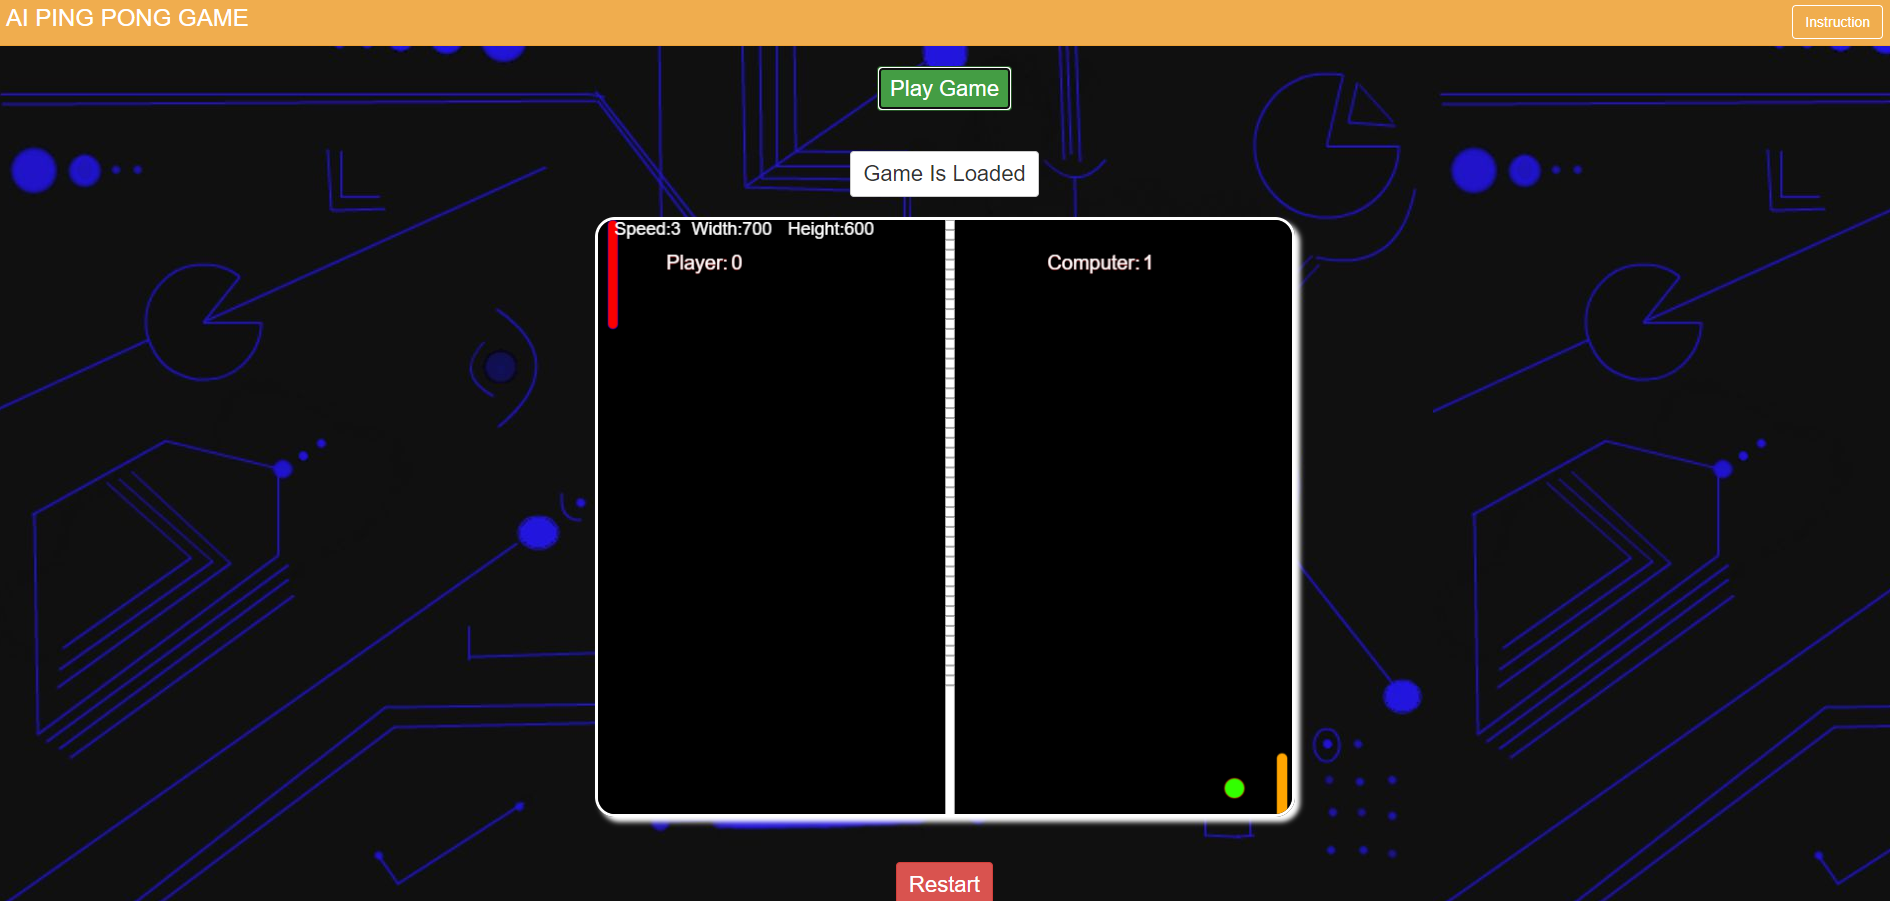 AI PING PONG GAME
Instruction
Play Game
Game Is Loaded
Speed:3 Width:700 Height:600
Player: 0 Computer: 1
Restart